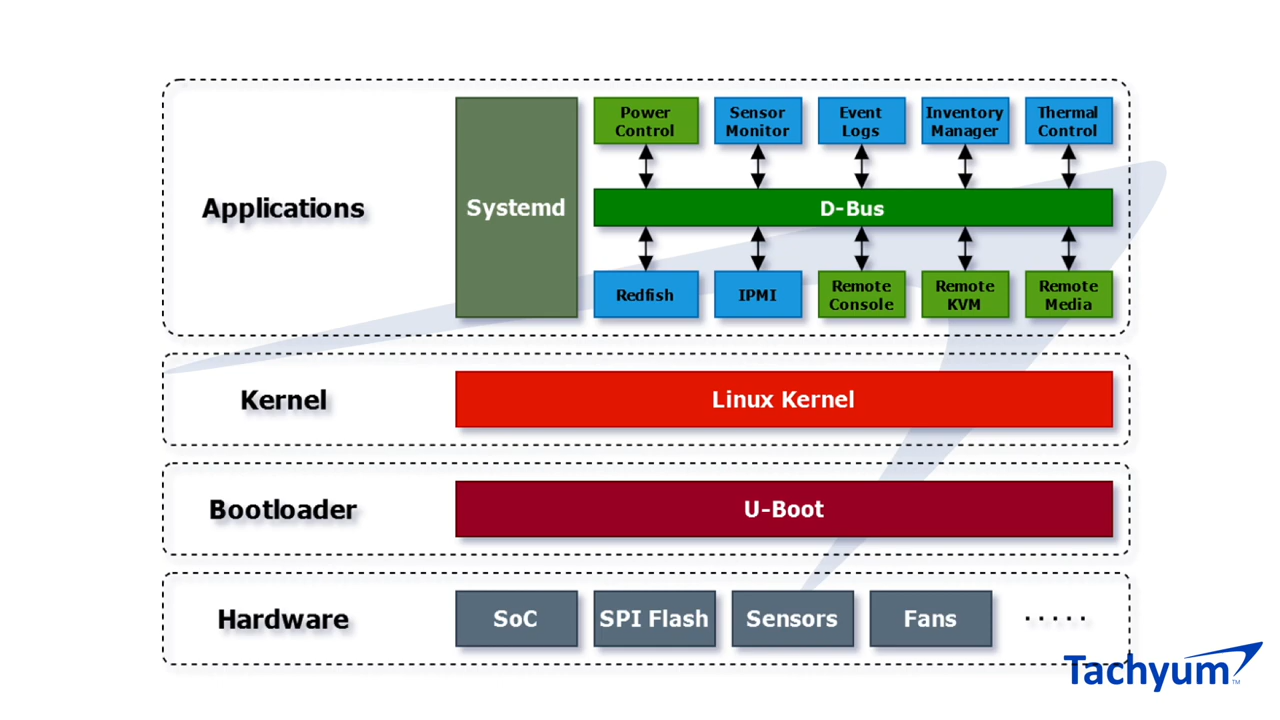 Applications
Systemd
Power
Control
Sensor
Monitor
Event
Logs
Inventory
Manager
Thermal
Control
D-Bus
Redfish
IPMI
Remote
Console
Remote
KVM
Remote
Media
Kernel
Linux Kernel
Bootloader
U-Boot
Hardware
SoC
SPI Flash
Sensors
Fans
.....
Tachyum™